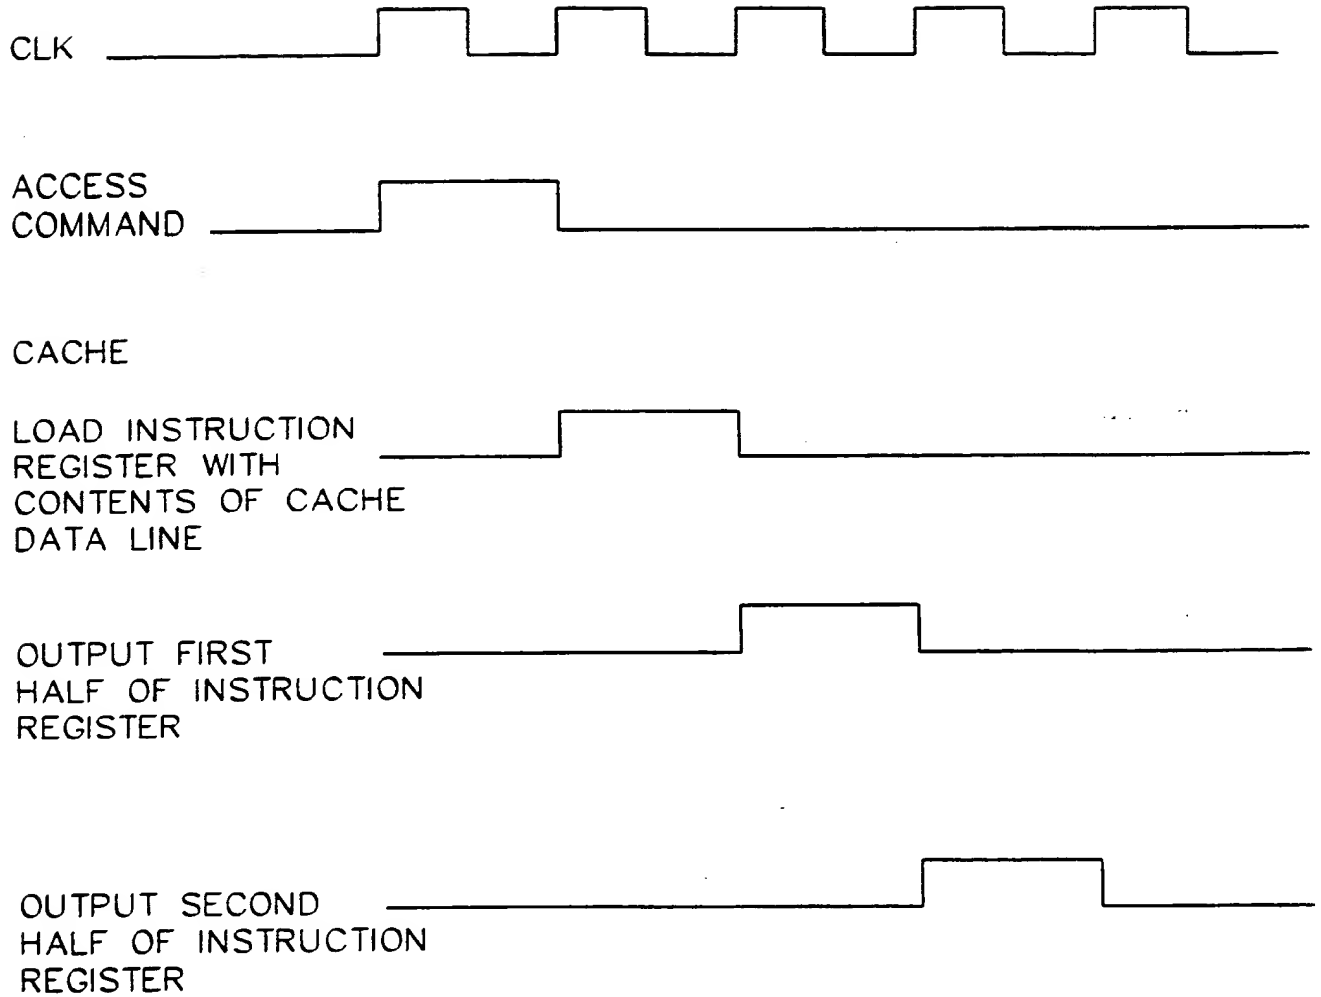 CLK
ACCESS
COMMAND
CACHE
LOAD INSTRUCTION
REGISTER WITH
CONTENTS OF CACHE
DATA LINE
OUTPUT FIRST
HALF OF INSTRUCTION
REGISTER
OUTPUT SECOND
HALF OF INSTRUCTION
REGISTER